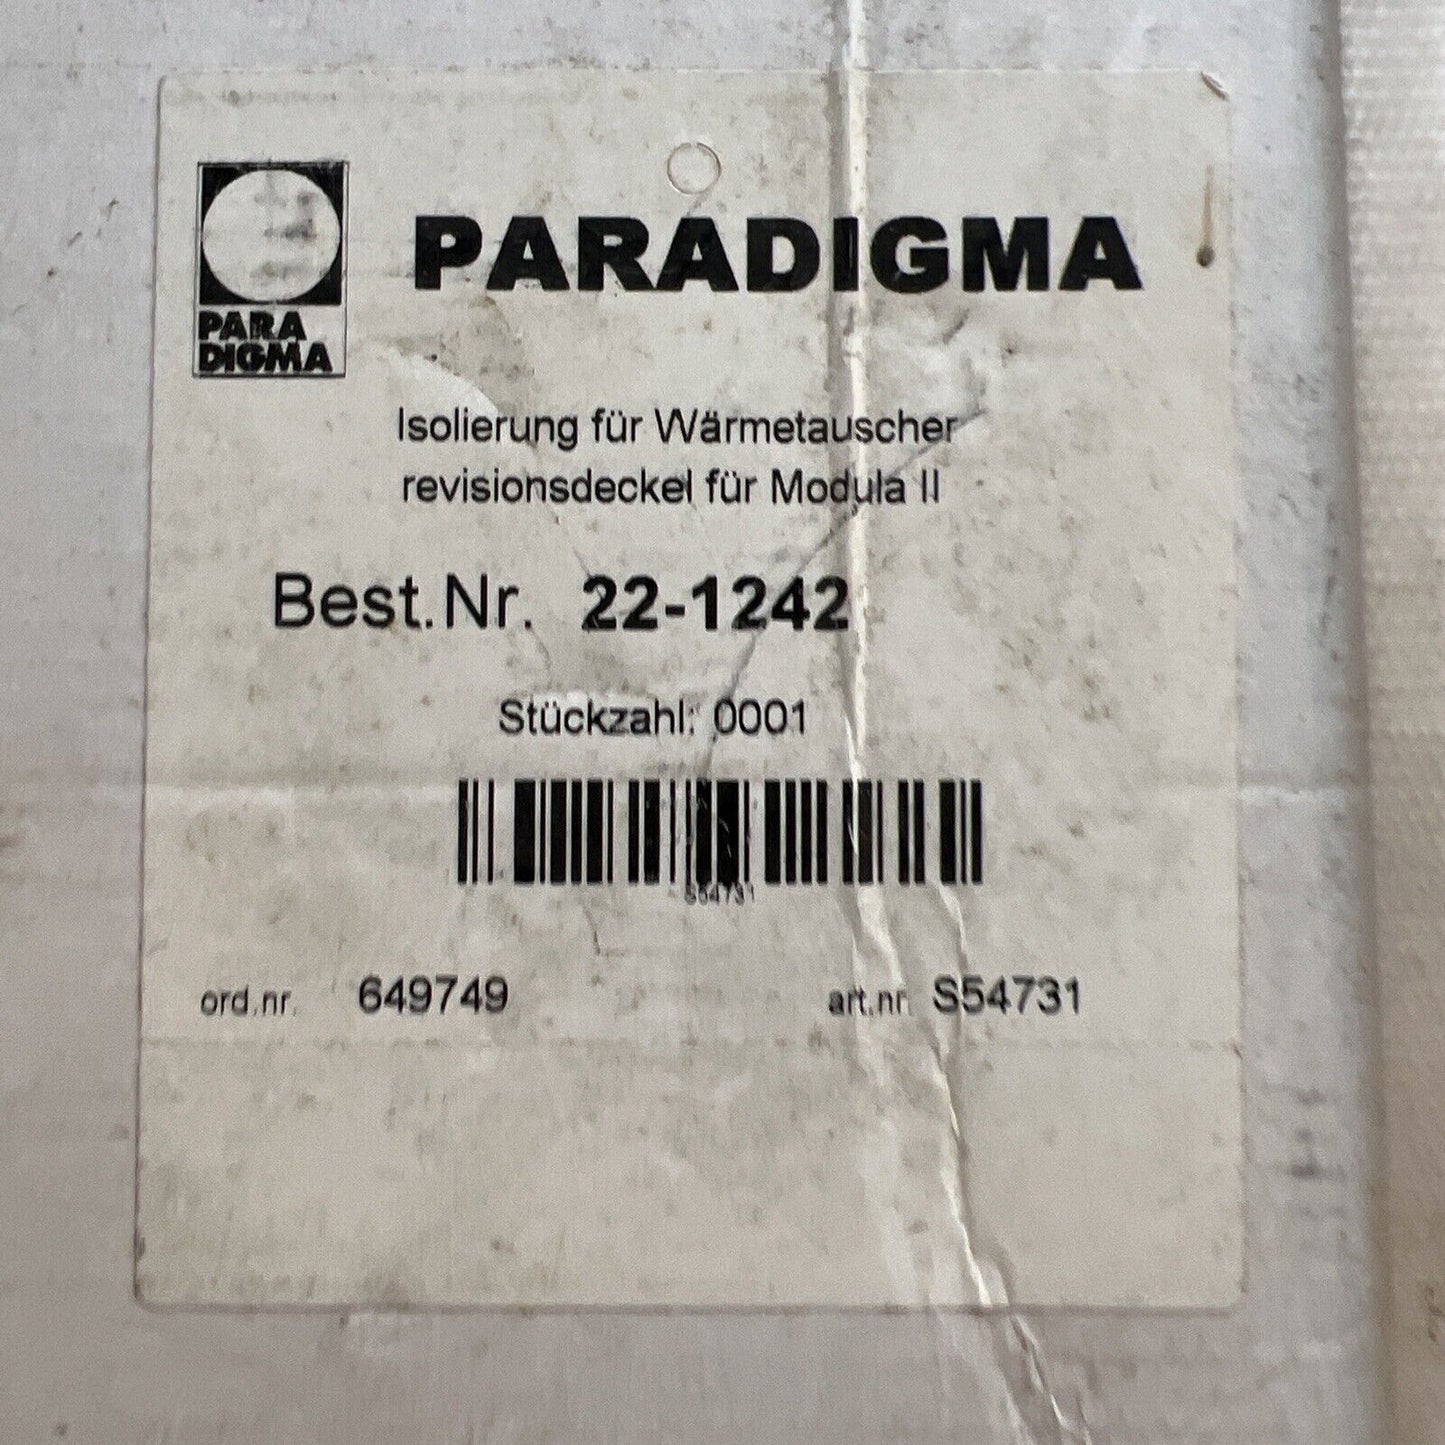 PARADIGMA
PARA
DIGMA
Isolierung für Wärmetauscher
revisionsdeckel für Modula II
Best.Nr. 22-1242
Stückzahl: 0001
S54731
ord.nr. 649749
art.nr. S54731